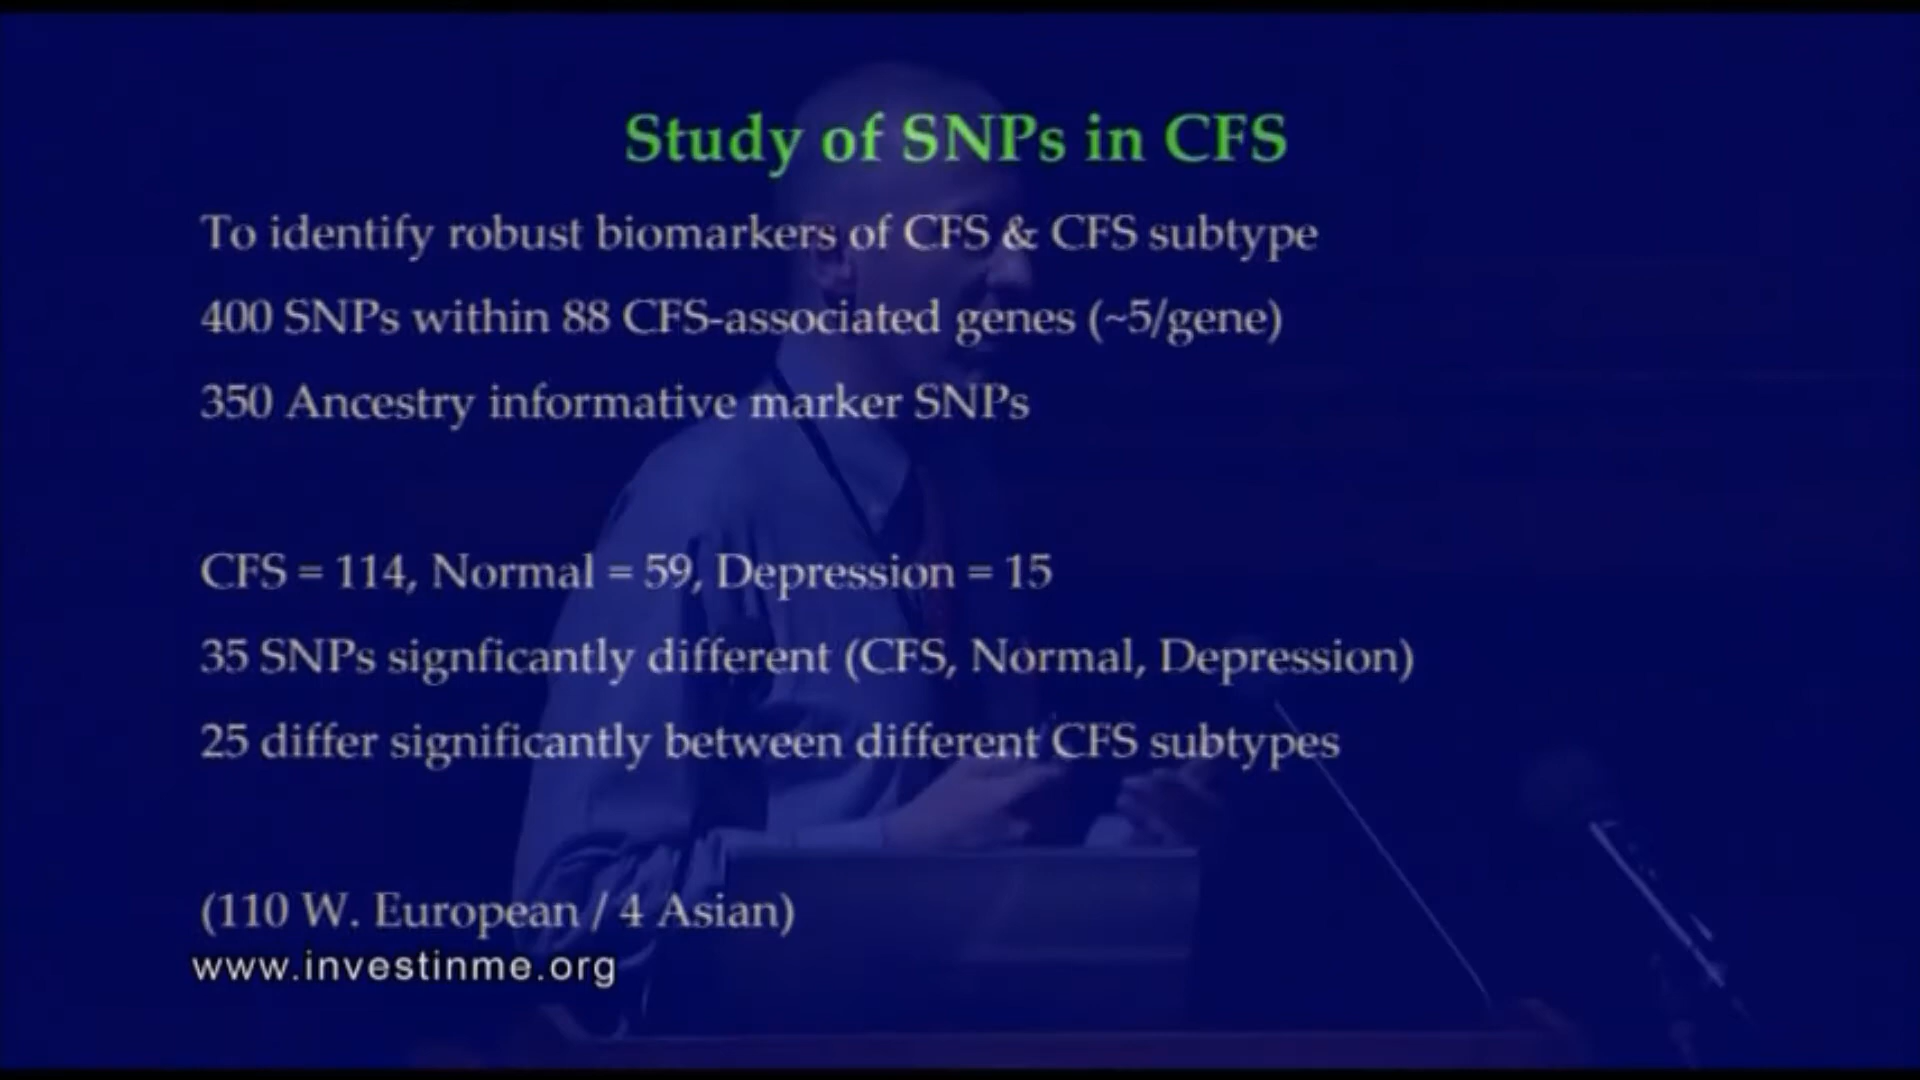 Study of SNPs in CFS
To identify robust biomarkers of CFS & CFS subtype
400 SNPs within 88 CFS-associated genes (~5/gene)
350 Ancestry informative marker SNPs
CFS = 114, Normal = 59, Depression = 15
35 SNPs signficantly different (CFS, Normal, Depression)
25 differ significantly between different CFS subtypes
(110 W. European / 4 Asian)
www.investinme.org